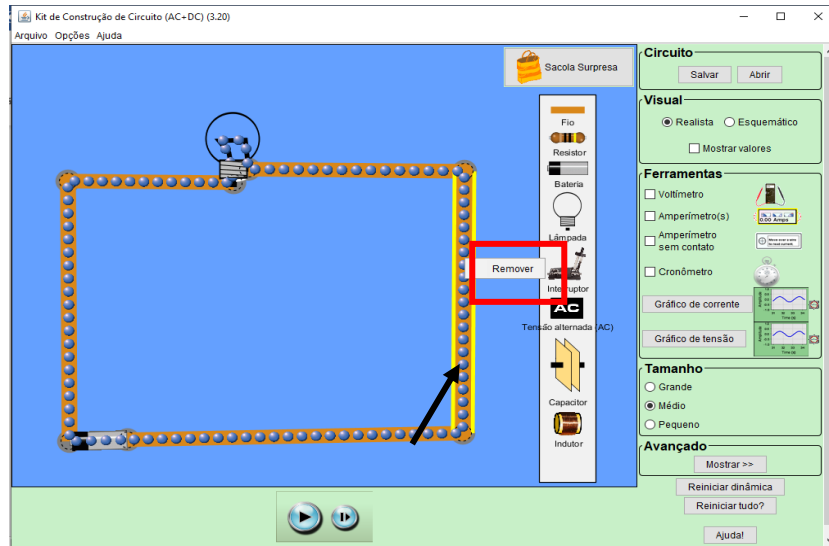 Kit de Construção de Circuito (AC+DC) (3.20)
Arquivo Opções Ajuda
Sacola Surpresa
Fio
Resistor
Bateria
Lâmpada
Remover
Interruptor
AC
Tensão alternada (AC)
Capacitor
Indutor
Circuito
Salvar Abrir
Visual
Realista Esquemático
Mostrar valores
Ferramentas
Voltímetro
Amperímetro(s)
0.00 Amps
Amperímetro
sem contato
Cronômetro
Gráfico de corrente
Gráfico de tensão
Tamanho
Grande
Médio
Pequeno
Avançado
Mostrar >>
Reiniciar dinâmica
Reiniciar tudo?
Ajuda!